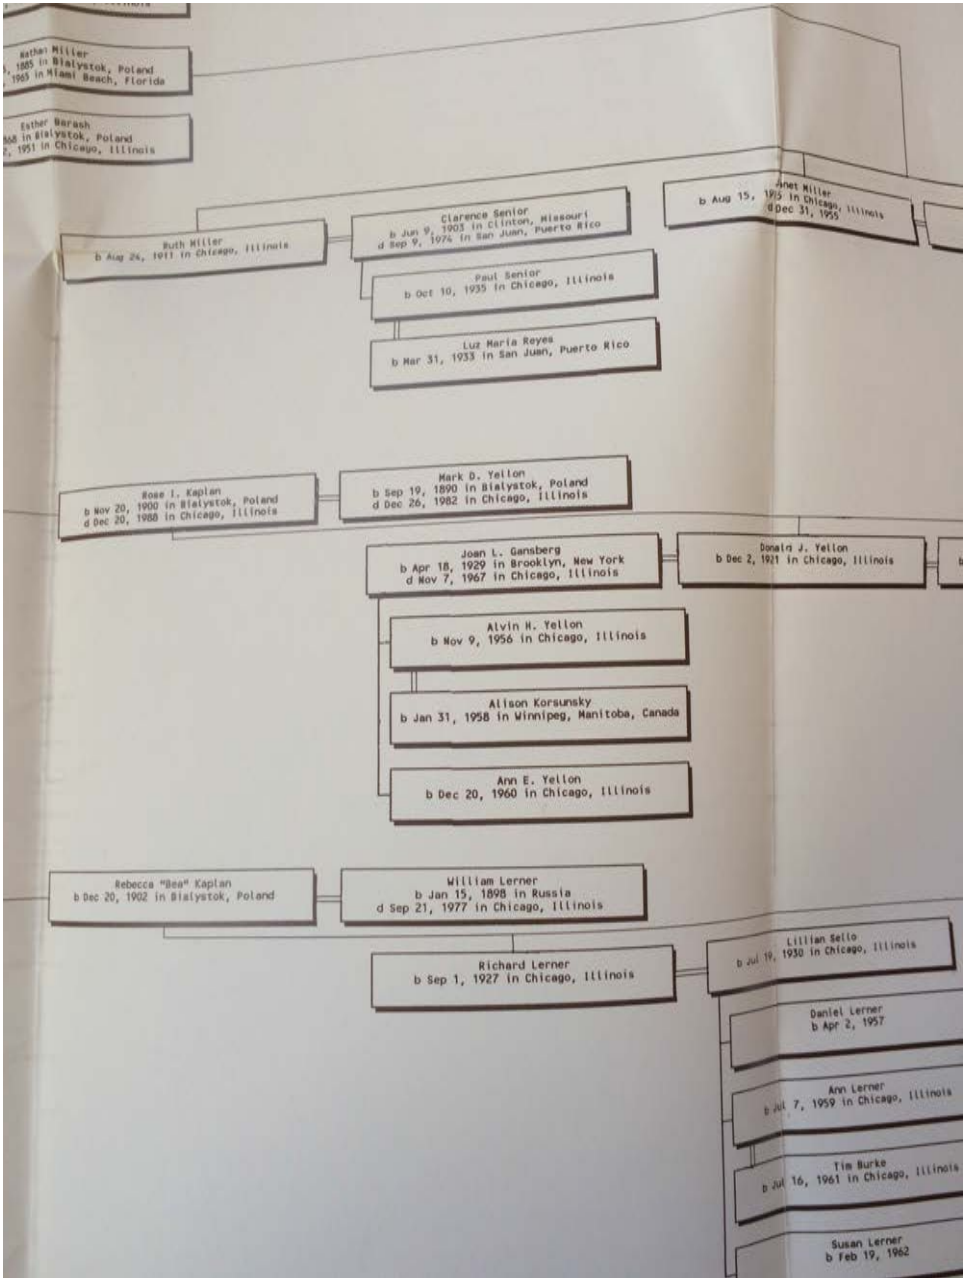 Nathan Miller
, 1885 in Bialystok, Poland
, 1965 in Miami Beach, Florida
Esther Barash
868 in Bialystok, Poland
, 1951 in Chicago, Illinois
Ruth Miller
b Aug 24, 1911 in Chicago, Illinois
Clarence Senior
b Jun 9, 1903 in Clinton, Missouri
d Sep 9, 1974 in San Juan, Puerto Rico
Paul Senior
b Oct 10, 1935 in Chicago, Illinois
Luz Maria Reyes
b Mar 31, 1933 in San Juan, Puerto Rico
Janet Miller
b Aug 15, in Chicago, Illinois
d Dec 31, 1955
Rose I. Kaplan
b Nov 20, 1900 in Bialystok, Poland
d Dec 20, 1988 in Chicago, Illinois
Mark D. Yellon
b Sep 19, 1890 in Bialystok, Poland
d Dec 26, 1982 in Chicago, Illinois
Joan L. Gansberg
b Apr 18, 1929 in Brooklyn, New York
d Nov 7, 1967 in Chicago, Illinois
Donald J. Yellon
b Dec 2, 1921 in Chicago, Illinois
b
Alvin H. Yellon
b Nov 9, 1956 in Chicago, Illinois
Alison Korsunsky
b Jan 31, 1958 in Winnipeg, Manitoba, Canada
Ann E. Yellon
b Dec 20, 1960 in Chicago, Illinois
Rebecca "Bea" Kaplan
b Dec 20, 1902 in Bialystok, Poland
William Lerner
b Jan 15, 1898 in Russia
d Sep 21, 1977 in Chicago, Illinois
Richard Lerner
b Sep 1, 1927 in Chicago, Illinois
Lillian Sello
b Jul 19, 1930 in Chicago, Illinois
Daniel Lerner
b Apr 2, 1957
Ann Lerner
b Jul 7, 1959 in Chicago, Illinois
Tim Burke
b Jul 16, 1961 in Chicago, Illinois
Susan Lerner
b Feb 19, 1962